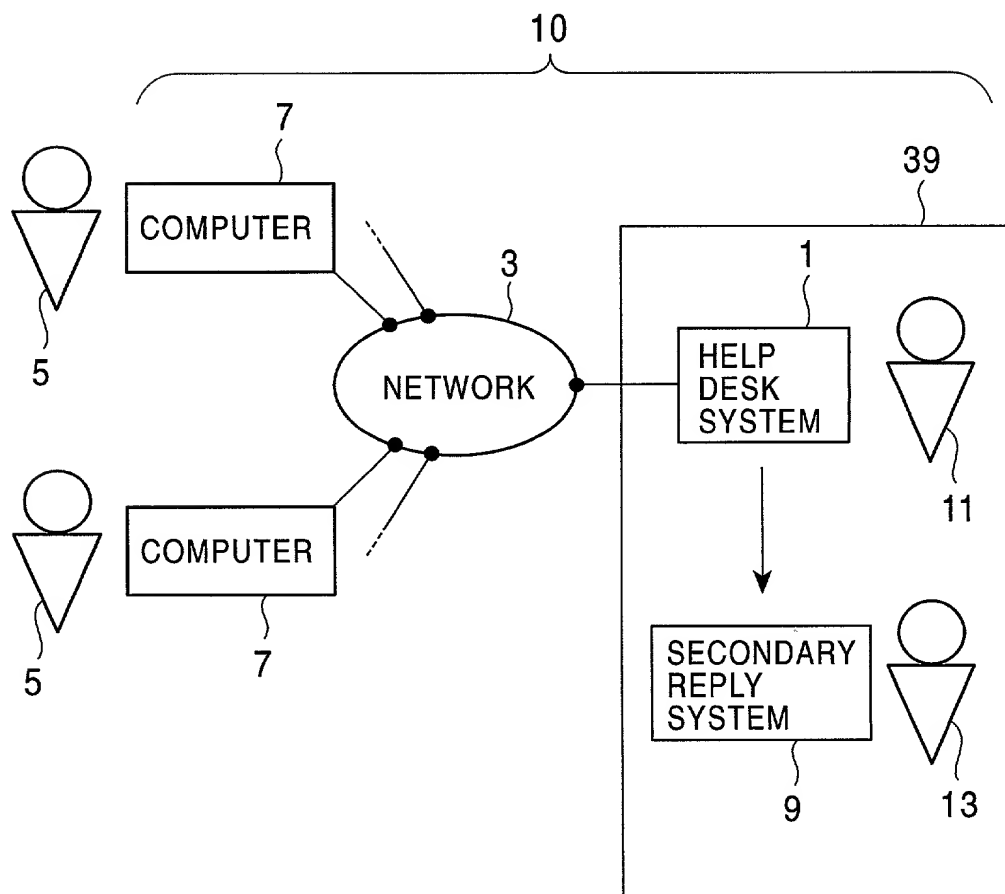 10
7
39
COMPUTER
3
1
5
NETWORK
HELP
DESK
SYSTEM
11
COMPUTER
5
7
SECONDARY
REPLY
SYSTEM
9
13